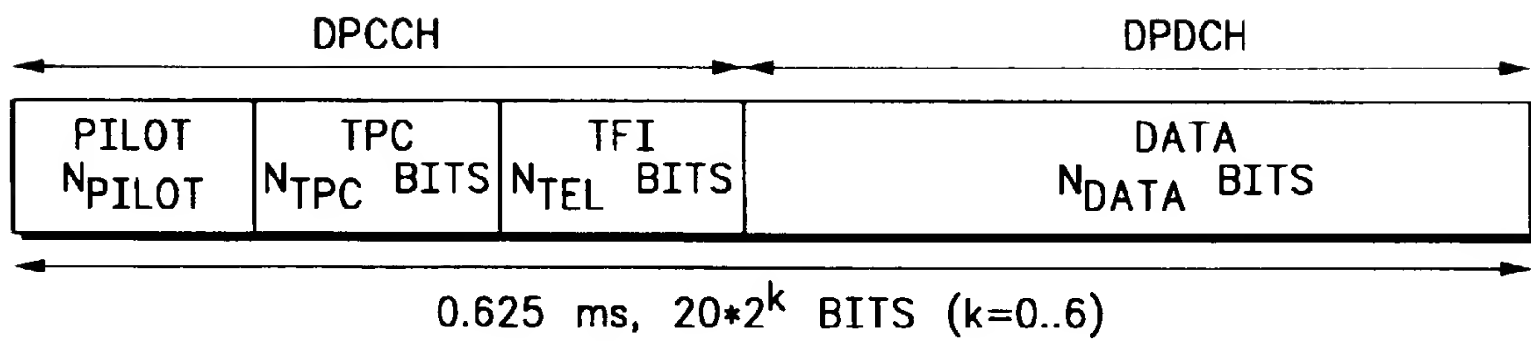 DPCCH DPDCH
PILOT TPC TFI DATA
NPILOT NTPC BITS NTEL BITS NDATA BITS
0.625 ms, 20*2^k BITS (k=0..6)